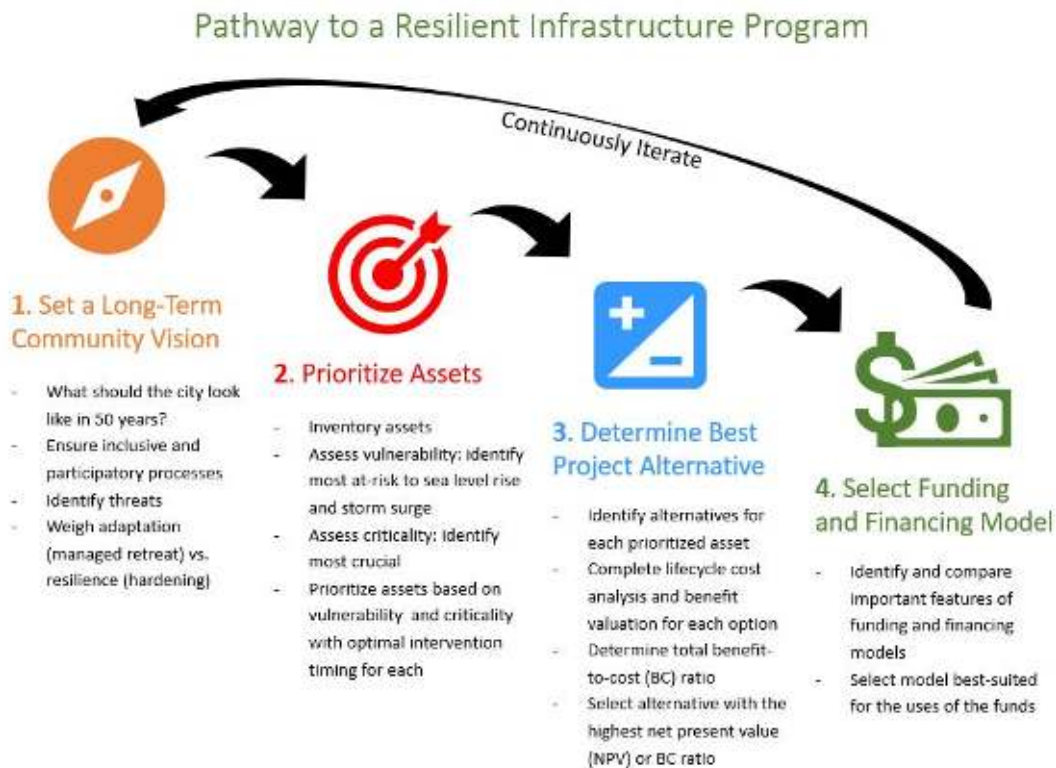 Pathway to a Resilient Infrastructure Program
Continuously Iterate
1. Set a Long-Term
Community Vision
- What should the city look
like in 50 years?
- Ensure inclusive and
participatory processes
- Identify threats
- Weigh adaptation
(managed retreat) vs.
resilience (hardening)
2. Prioritize Assets
- Inventory assets
- Assess vulnerability: identify
most at-risk to sea level rise
and storm surge
- Assess criticality: identify
most crucial
- Prioritize assets based on
vulnerability and criticality
with optimal intervention
timing for each
3. Determine Best
Project Alternative
- Identify alternatives for
each prioritized asset
- Complete lifecycle cost
analysis and benefit
valuation for each option
- Determine total benefit-
to-cost (BC) ratio
- Select alternative with the
highest net present value
(NPV) or BC ratio
4. Select Funding
and Financing Model
- Identify and compare
important features of
funding and financing
models
- Select model best-suited
for the uses of the funds